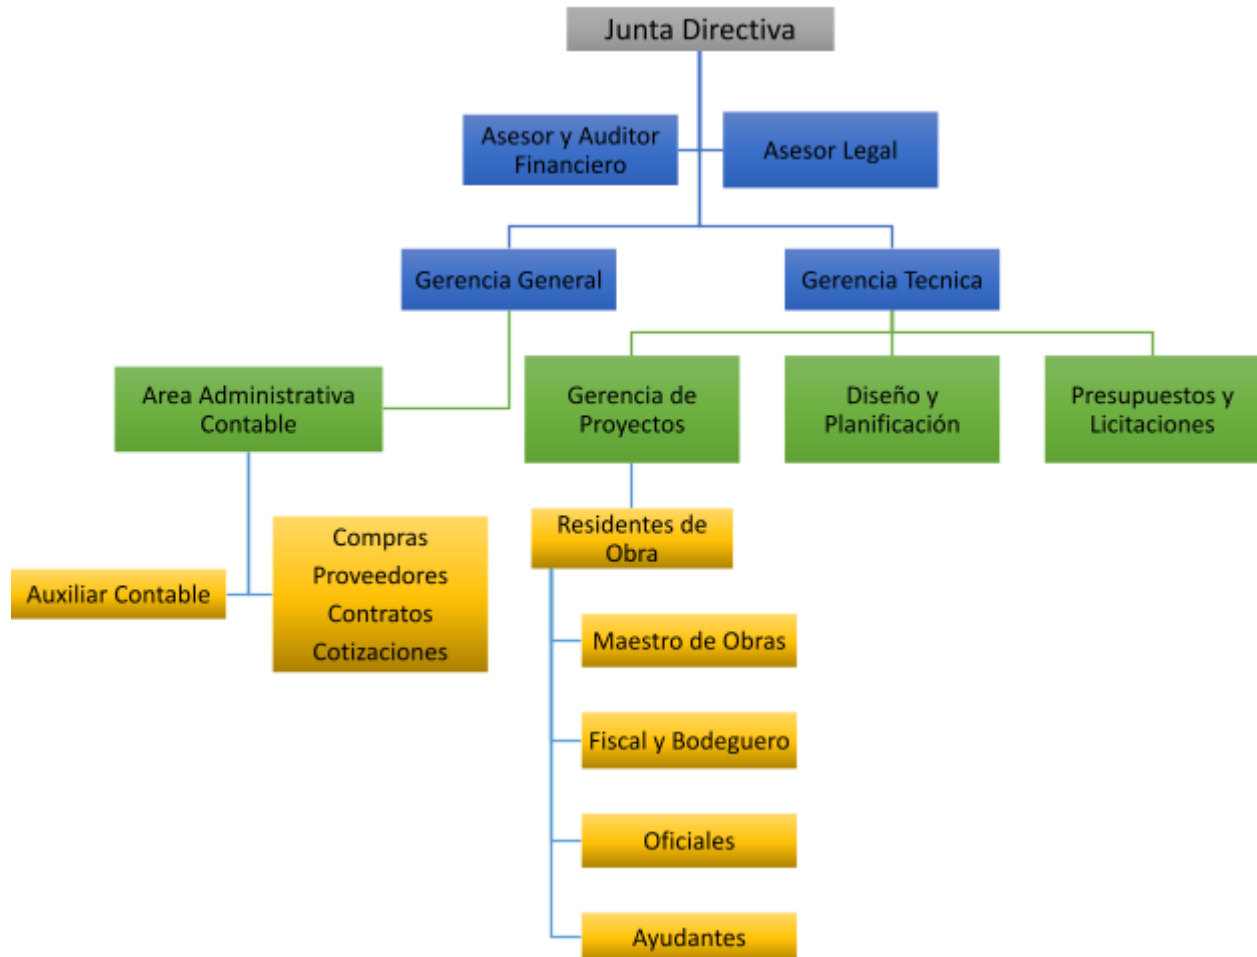 Junta Directiva
Asesor y Auditor
Financiero
Asesor Legal
Gerencia General
Gerencia Tecnica
Area Administrativa
Contable
Gerencia de
Proyectos
Diseño y
Planificación
Presupuestos y
Licitaciones
Auxiliar Contable
Compras
Proveedores
Contratos
Cotizaciones
Residentes de
Obra
Maestro de Obras
Fiscal y Bodeguero
Oficiales
Ayudantes